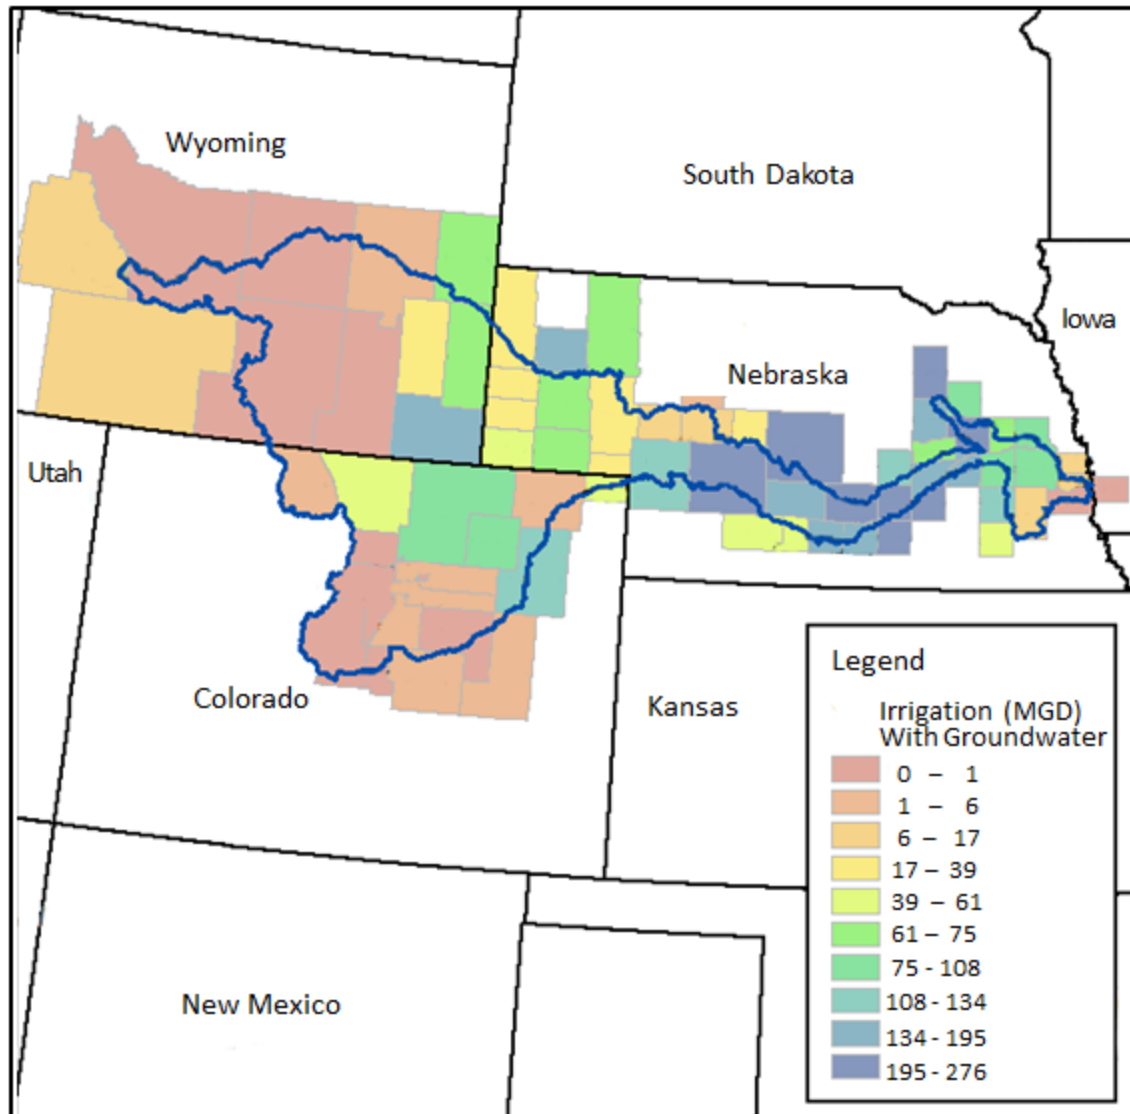 Wyoming
South Dakota
Iowa
Nebraska
Utah
Colorado
Kansas
New Mexico
Legend
Irrigation (MGD)
With Groundwater
0 – 1
1 – 6
6 – 17
17 – 39
39 – 61
61 – 75
75 - 108
108 - 134
134 - 195
195 - 276